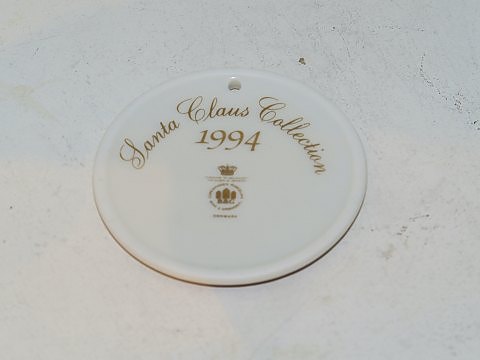 Santa Claus Collection
1994
B&G
DENMARK